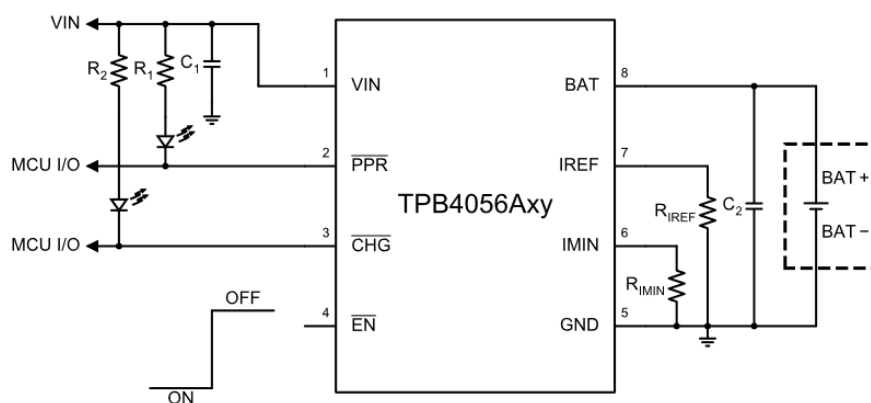 VIN
R2
R1
C1
1
VIN
BAT
8
MCU I/O
2
PPR
IREF
7
TPB4056Axy
RIREF
C2
BAT +
BAT −
MCU I/O
3
CHG
IMIN
6
RIMIN
OFF
4
EN
GND
5
ON